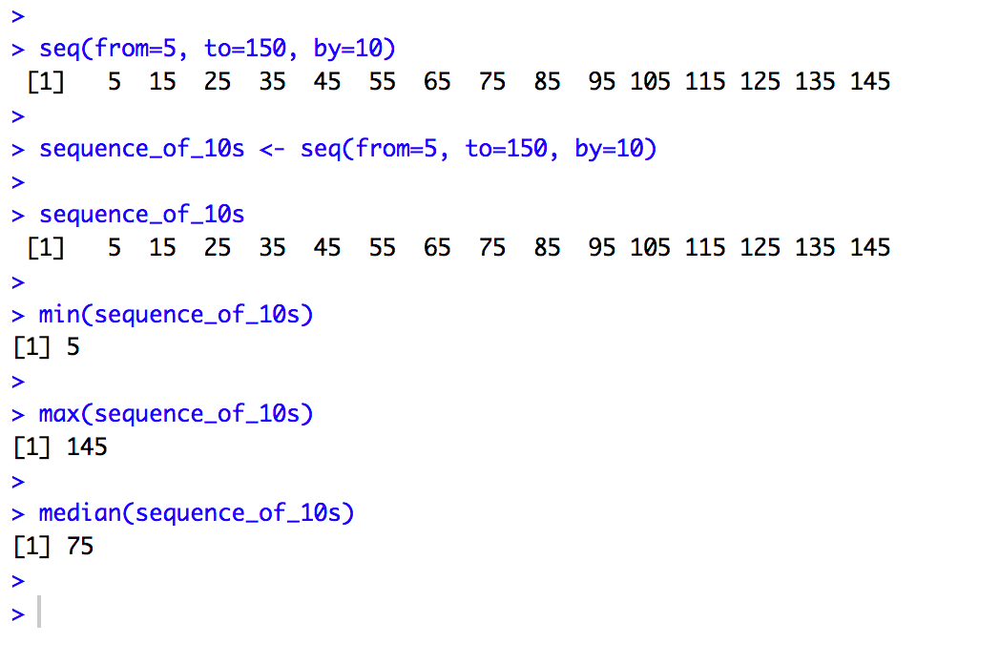 >
> seq(from=5, to=150, by=10)
 [1]   5  15  25  35  45  55  65  75  85  95 105 115 125 135 145
>
> sequence_of_10s <- seq(from=5, to=150, by=10)
>
> sequence_of_10s
 [1]   5  15  25  35  45  55  65  75  85  95 105 115 125 135 145
>
> min(sequence_of_10s)
[1] 5
>
> max(sequence_of_10s)
[1] 145
>
> median(sequence_of_10s)
[1] 75
>
>